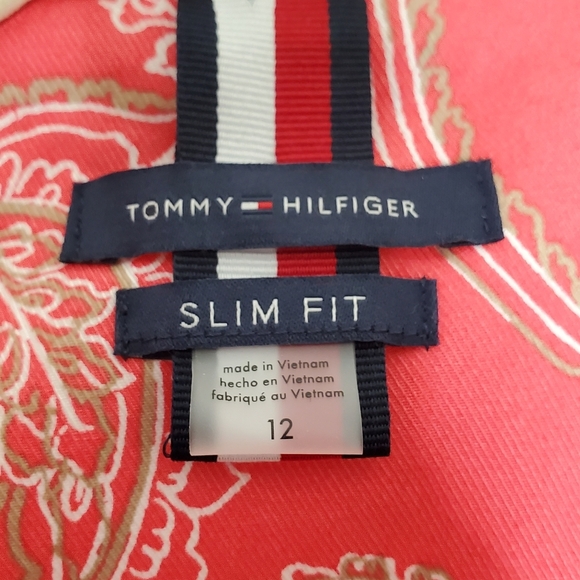 TOMMY HILFIGER
SLIM FIT
made in Vietnam
hecho en Vietnam
fabriqué au Vietnam
12